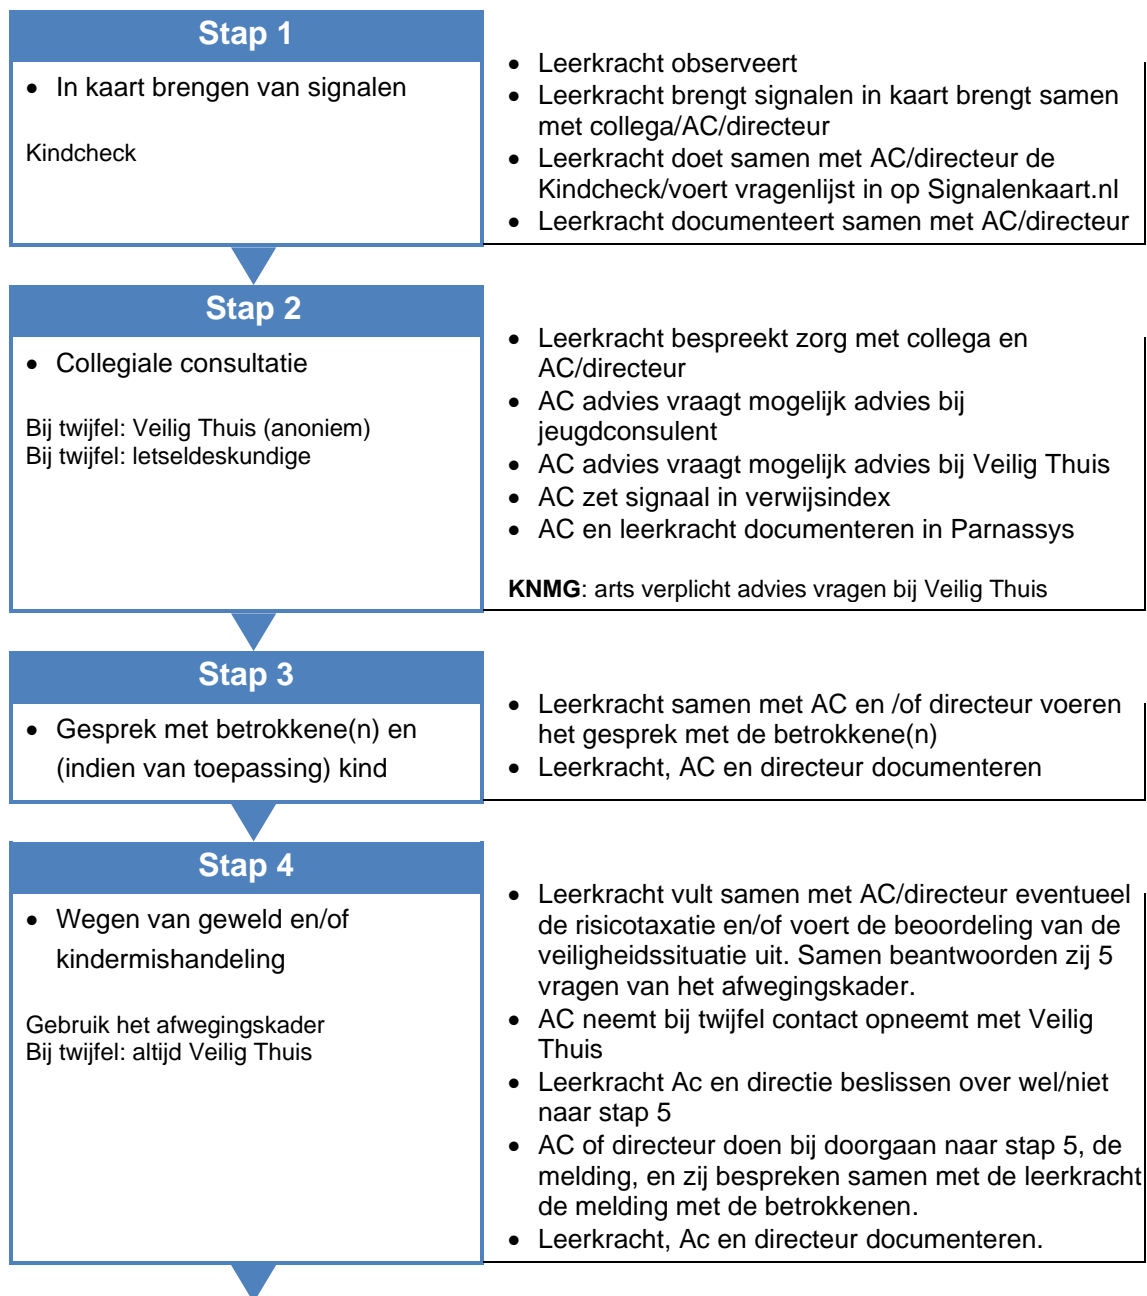 Stap 1
• In kaart brengen van signalen
Kindcheck
• Leerkracht observeert
• Leerkracht brengt signalen in kaart brengt samen
met collega/AC/directeur
• Leerkracht doet samen met AC/directeur de
Kindcheck/voert vragenlijst in op Signalenkaart.nl
• Leerkracht documenteert samen met AC/directeur
Stap 2
• Collegiale consultatie
Bij twijfel: Veilig Thuis (anoniem)
Bij twijfel: letseldeskundige
• Leerkracht bespreekt zorg met collega en
AC/directeur
• AC advies vraagt mogelijk advies bij
jeugdconsulent
• AC advies vraagt mogelijk advies bij Veilig Thuis
• AC zet signaal in verwijsindex
• AC en leerkracht documenteren in Parnassys
KNMG: arts verplicht advies vragen bij Veilig Thuis
Stap 3
• Gesprek met betrokkene(n) en
(indien van toepassing) kind
• Leerkracht samen met AC en /of directeur voeren
het gesprek met de betrokkene(n)
• Leerkracht, AC en directeur documenteren
Stap 4
• Wegen van geweld en/of
kindermishandeling
Gebruik het afwegingskader
Bij twijfel: altijd Veilig Thuis
• Leerkracht vult samen met AC/directeur eventueel
de risicotaxatie en/of voert de beoordeling van de
veiligheidssituatie uit. Samen beantwoorden zij 5
vragen van het afwegingskader.
• AC neemt bij twijfel contact opneemt met Veilig
Thuis
• Leerkracht Ac en directie beslissen over wel/niet
naar stap 5
• AC of directeur doen bij doorgaan naar stap 5, de
melding, en zij bespreken samen met de leerkracht
de melding met de betrokkenen.
• Leerkracht, Ac en directeur documenteren.